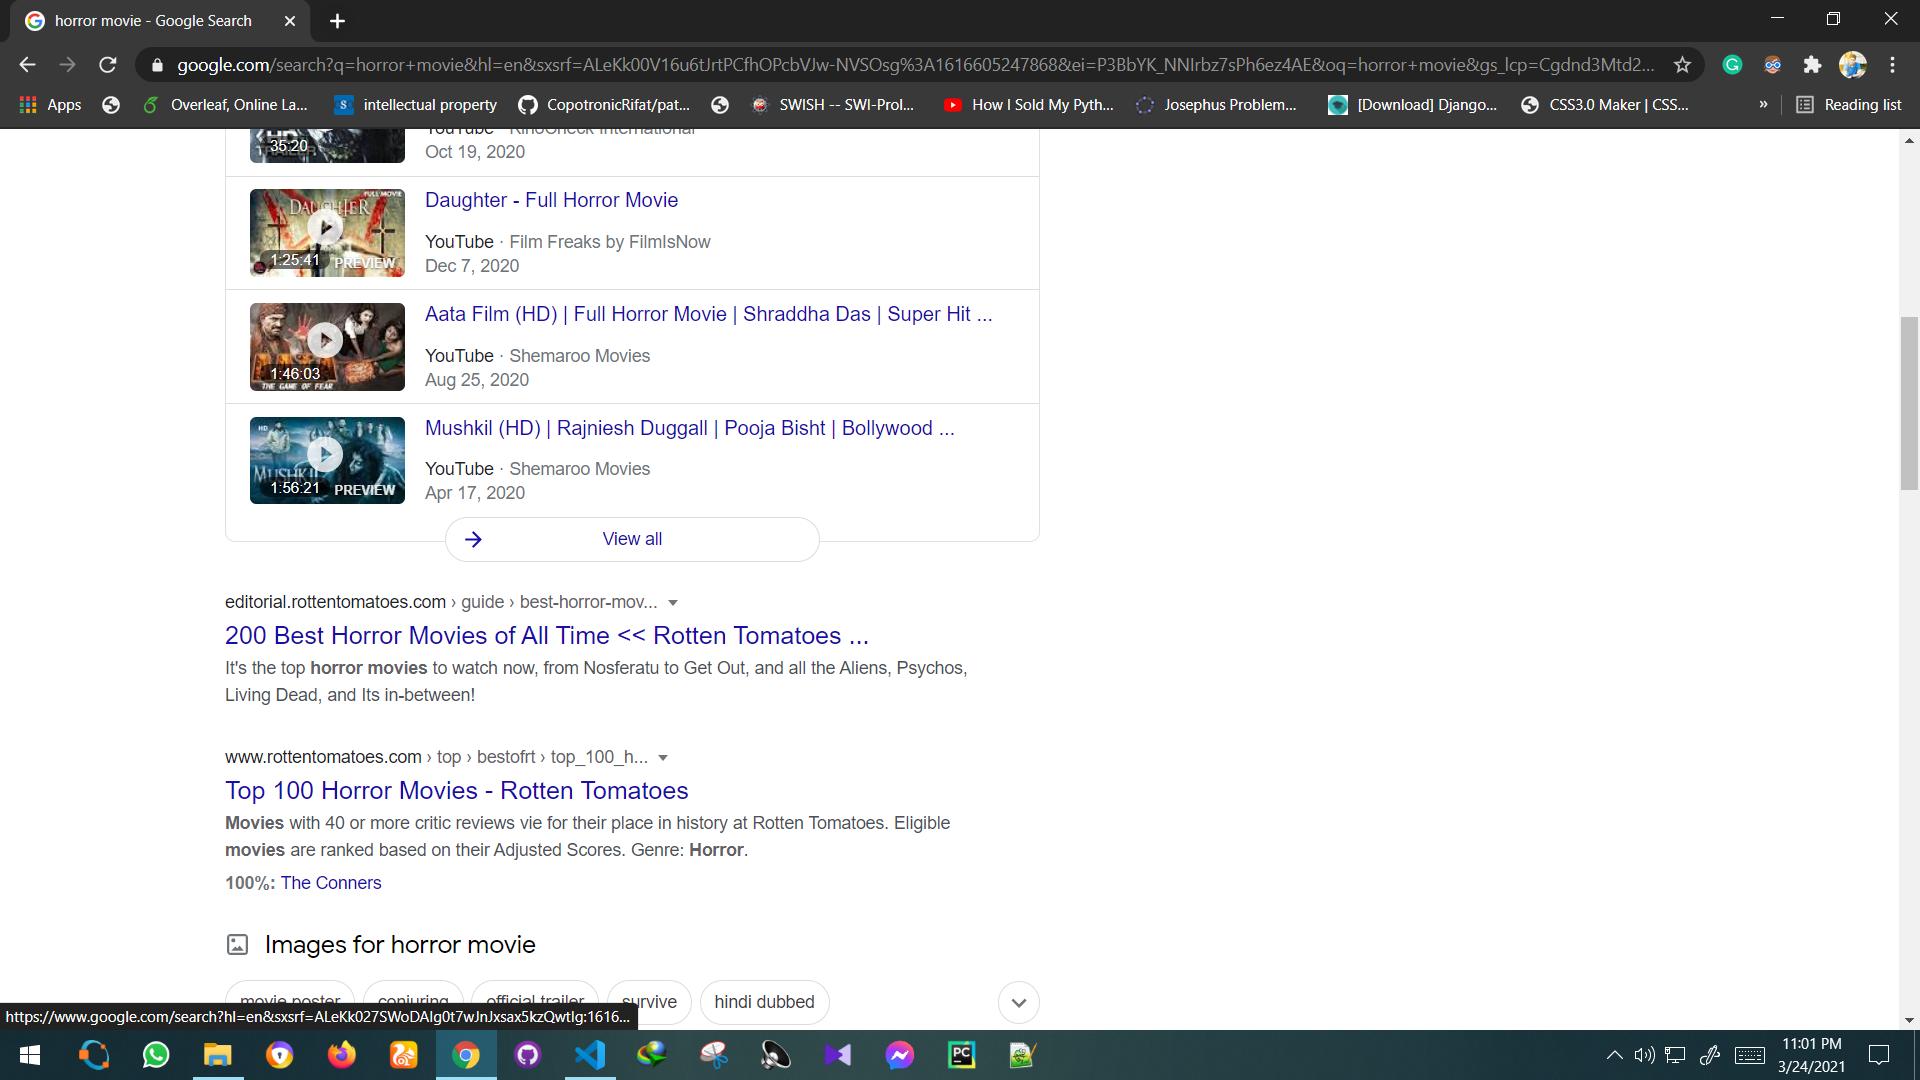 horror movie - Google Search
google.com/search?q=horror+movie&hl=en&sxsrf=ALeKk00V16u6tJrtPCfhOPcbVJw-NVSOsg%3A1616605247868&ei=P3BbYK_NNIrbz7sPh6ez4AE&oq=horror+movie&gs_lcp=Cgdnd3Mtd2...
Apps Overleaf, Online La... intellectual property CopotronicRifat/pat... SWISH -- SWI-Prol... How I Sold My Pyth... Josephus Problem... [Download] Django... CSS3.0 Maker | CSS... » Reading list
35:20
YouTube · RinoCheck International
Oct 19, 2020
FULL MOVIE
DAUGHTER
1:25:41 PREVIEW
Daughter - Full Horror Movie
YouTube · Film Freaks by FilmIsNow
Dec 7, 2020
1:46:03
THE GAME OF FEAR
Aata Film (HD) | Full Horror Movie | Shraddha Das | Super Hit ...
YouTube · Shemaroo Movies
Aug 25, 2020
HD
MUSHKIL
1:56:21 PREVIEW
Mushkil (HD) | Rajniesh Duggall | Pooja Bisht | Bollywood ...
YouTube · Shemaroo Movies
Apr 17, 2020
View all
editorial.rottentomatoes.com › guide › best-horror-mov...
200 Best Horror Movies of All Time << Rotten Tomatoes ...
It's the top horror movies to watch now, from Nosferatu to Get Out, and all the Aliens, Psychos,
Living Dead, and Its in-between!
www.rottentomatoes.com › top › bestofrt › top_100_h...
Top 100 Horror Movies - Rotten Tomatoes
Movies with 40 or more critic reviews vie for their place in history at Rotten Tomatoes. Eligible
movies are ranked based on their Adjusted Scores. Genre: Horror.
100%: The Conners
Images for horror movie
movie poster conjuring official trailer survive hindi dubbed
https://www.google.com/search?hl=en&sxsrf=ALeKk027SWoDAIg0t7wJnJxsax5kzQwtIg:1616...
PC
11:01 PM
3/24/2021